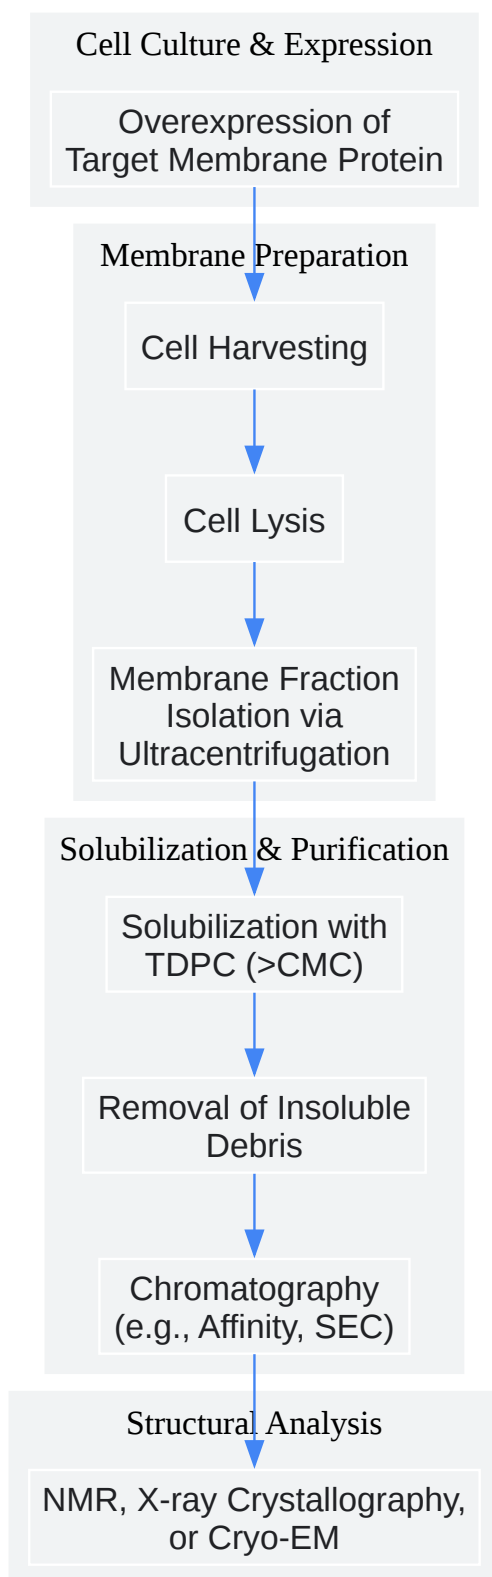 Cell Culture & Expression
Overexpression of
Target Membrane Protein
Membrane Preparation
Cell Harvesting
Cell Lysis
Membrane Fraction
Isolation via
Ultracentrifugation
Solubilization & Purification
Solubilization with
TDPC (>CMC)
Removal of Insoluble
Debris
Chromatography
(e.g., Affinity, SEC)
Structural Analysis
NMR, X-ray Crystallography,
or Cryo-EM